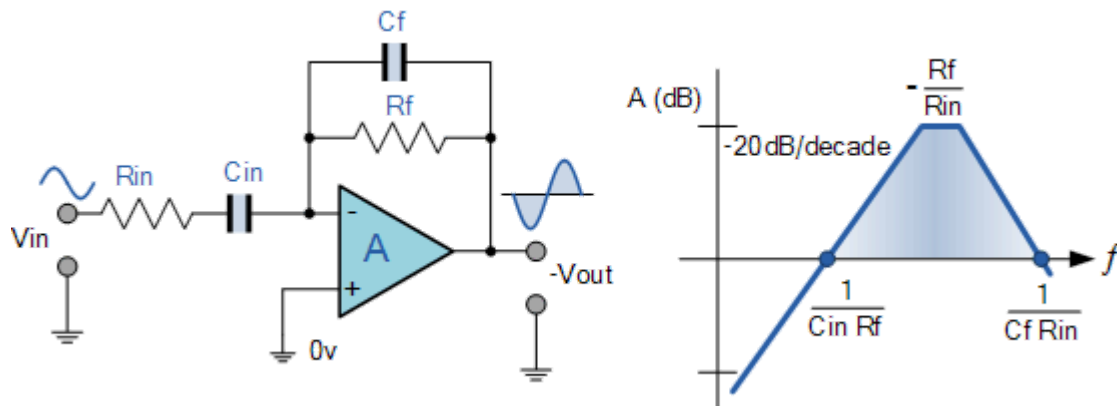 Cf
Rf
Rin
Cin
Vin
-
A
+
0v
-Vout
A (dB)
- Rf
Rin
-20dB/decade
f
1
Cin Rf
1
Cf Rin